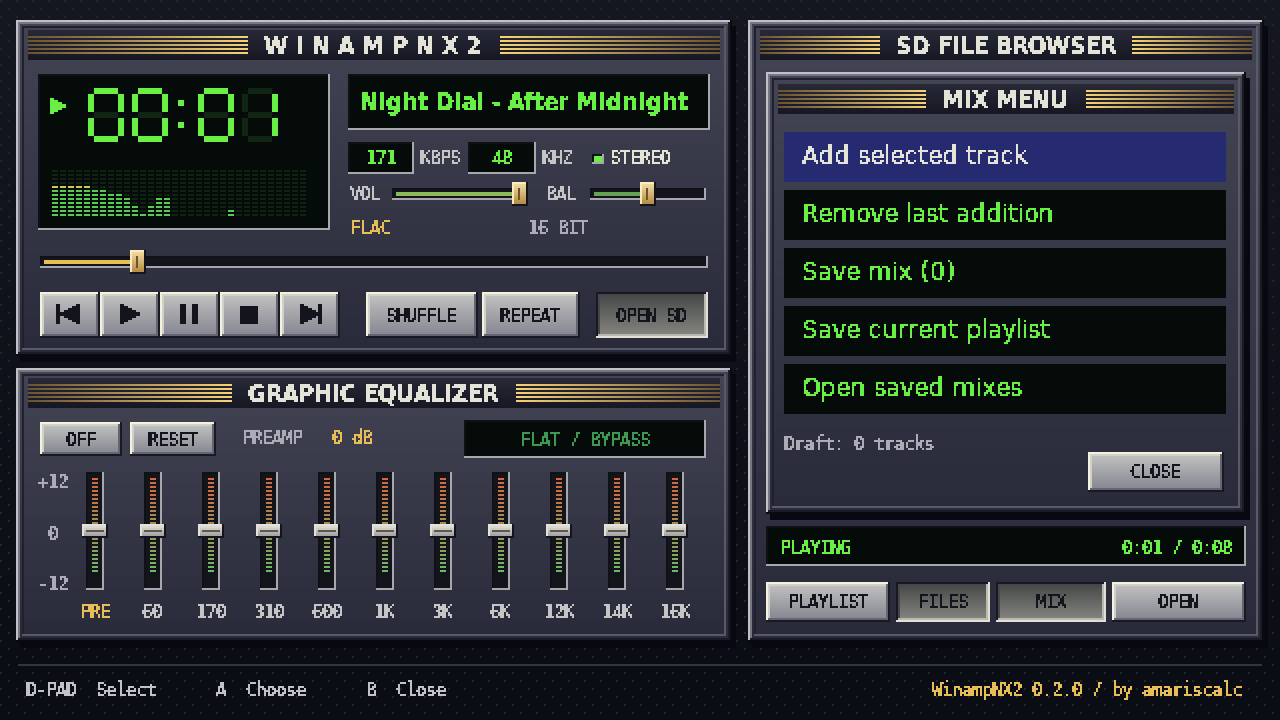 WINAMPNX2
00:01
Night Dial - After Midnight
171 KBPS 48 KHZ STEREO
VOL BAL
FLAC 16 BIT
SHUFFLE REPEAT OPEN SD
GRAPHIC EQUALIZER
OFF RESET PREAMP 0 dB FLAT / BYPASS
+12
0
-12
PRE 60 170 310 600 1K 3K 6K 12K 14K 16K
SD FILE BROWSER
MIX MENU
Add selected track
Remove last addition
Save mix (0)
Save current playlist
Open saved mixes
Draft: 0 tracks
CLOSE
PLAYING 0:01 / 0:08
PLAYLIST FILES MIX OPEN
D-PAD Select A Choose B Close
WinampNX2 0.2.0 / by amariscalc